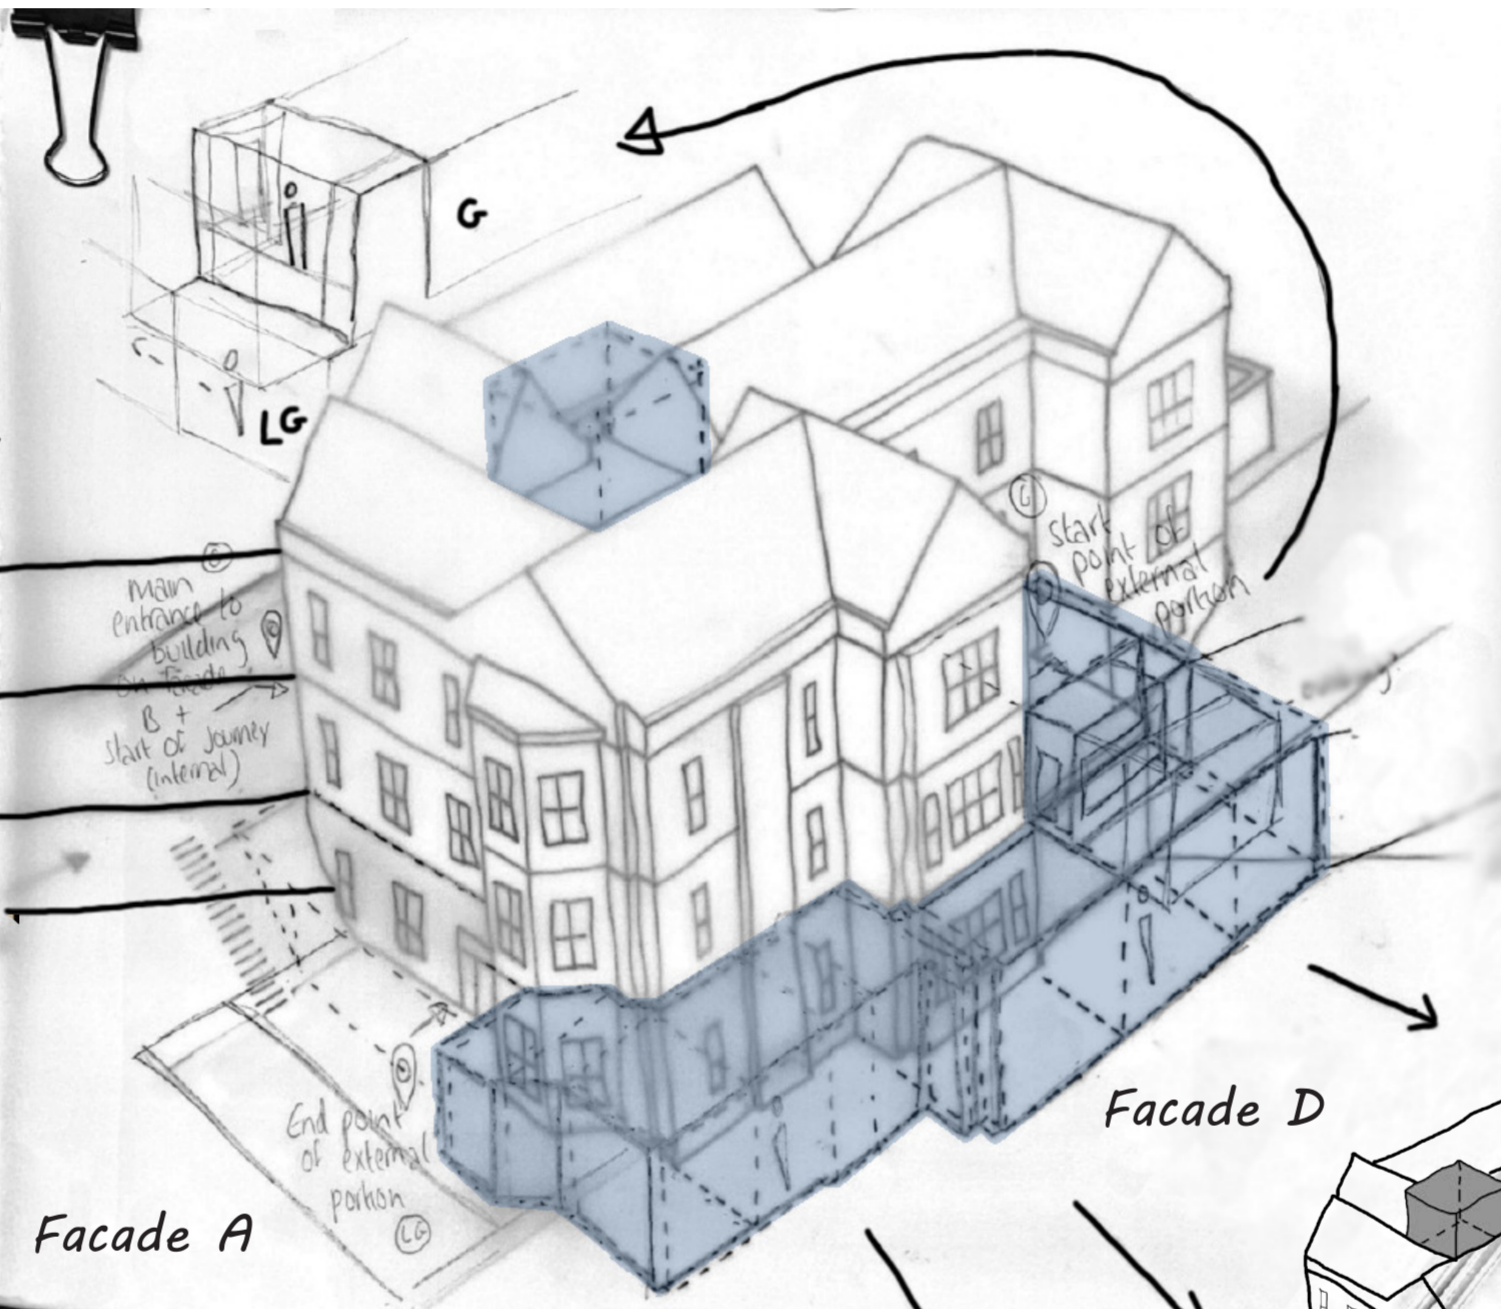 G
LG
G
start
point of
external
portion
G
main
entrance to
building
on facade
B +
start of Journey
(internal)
End point
of external
portion
LG
Facade A
Facade D